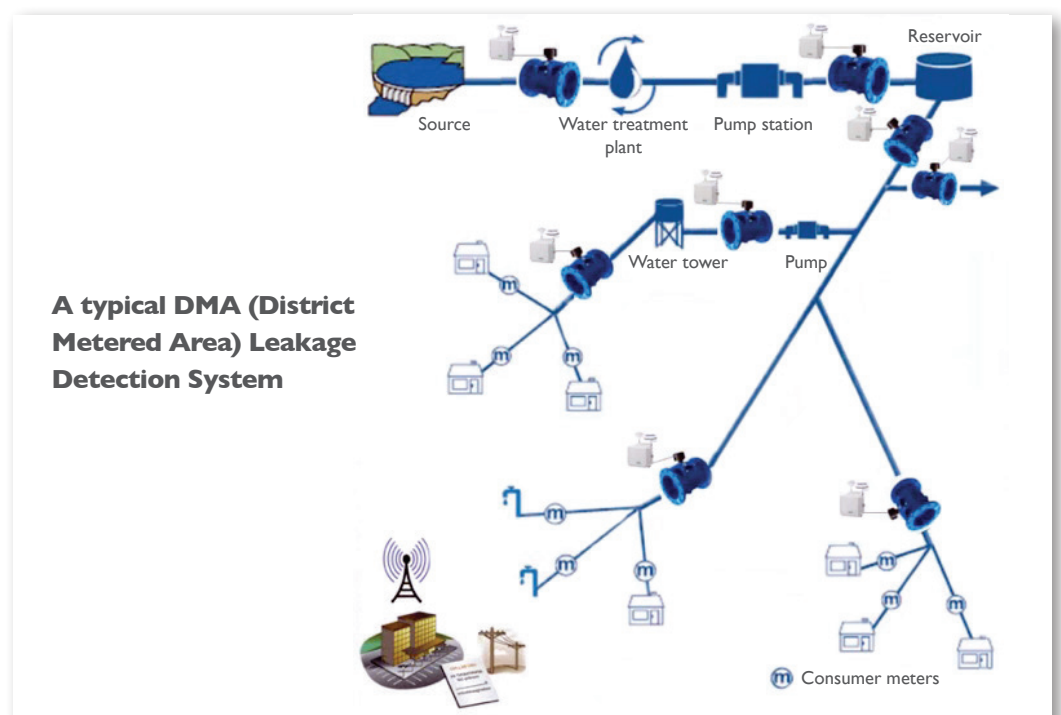 Reservoir
Source
Water treatment
plant
Pump station
Water tower
Pump
A typical DMA (District
Metered Area) Leakage
Detection System
m
m
m
m
m
m
m
m
m
m Consumer meters